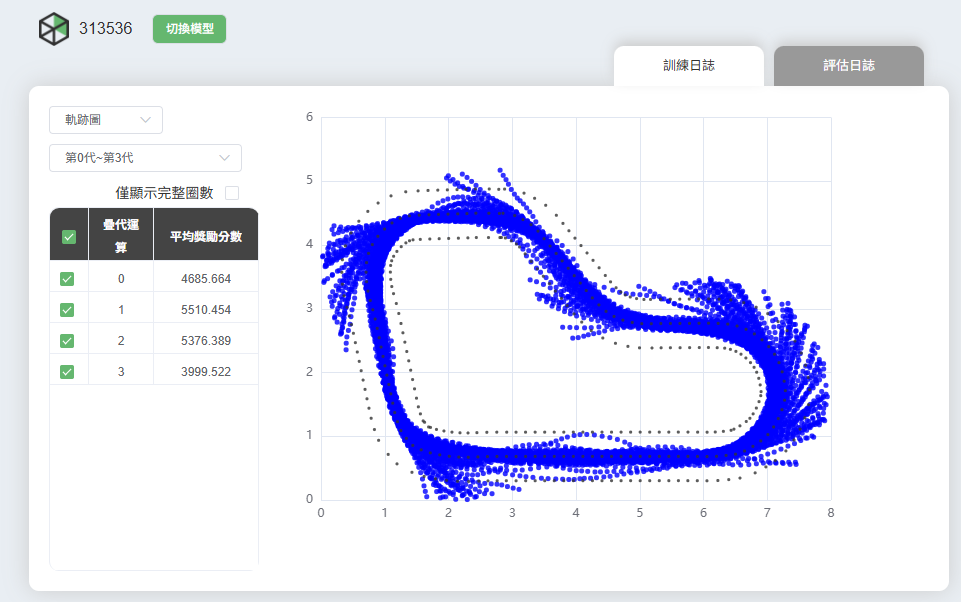 313536
切換模型
訓練日誌
評估日誌
軌跡圖
第0代~第3代
僅顯示完整圈數
疊代運
算
平均獎勵分數
0 4685.664
1 5510.454
2 5376.389
3 3999.522
6
5
4
3
2
1
0
0 1 2 3 4 5 6 7 8